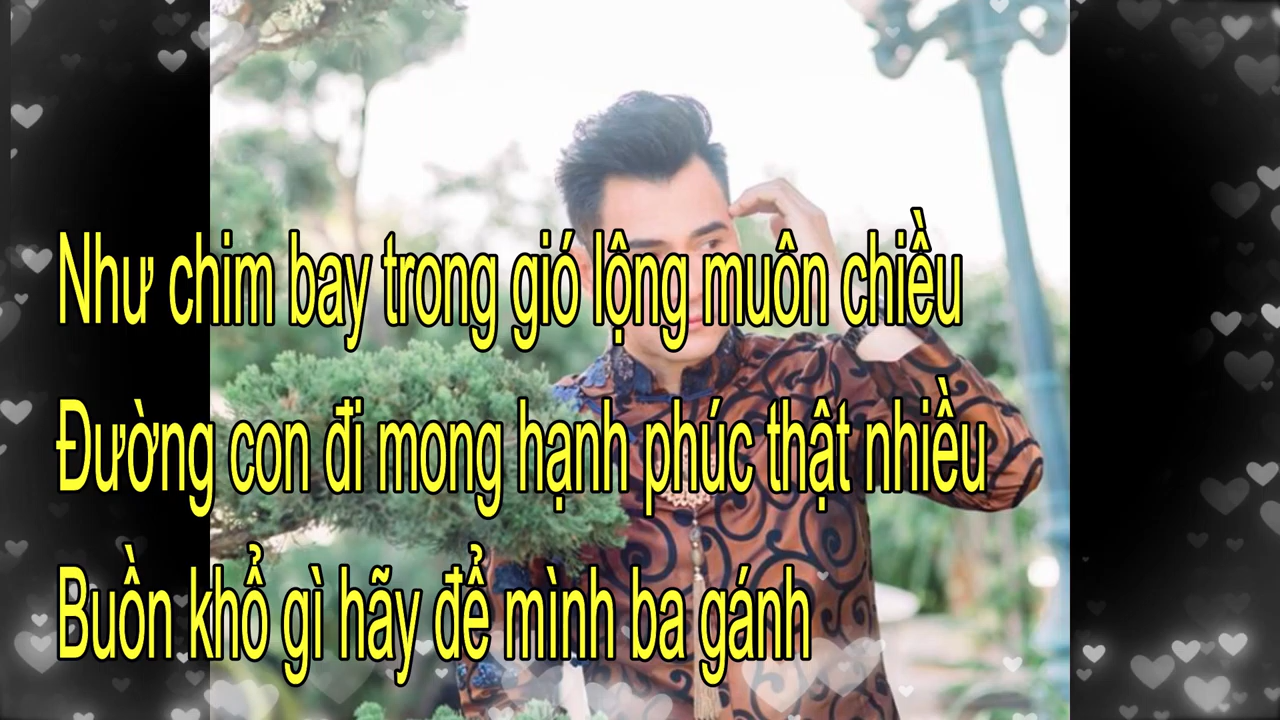 Như chim bay trong gió lộng muôn chiều
Đường con đi mong hạnh phúc thật nhiều
Buồn khổ gì hãy để mình ba gánh